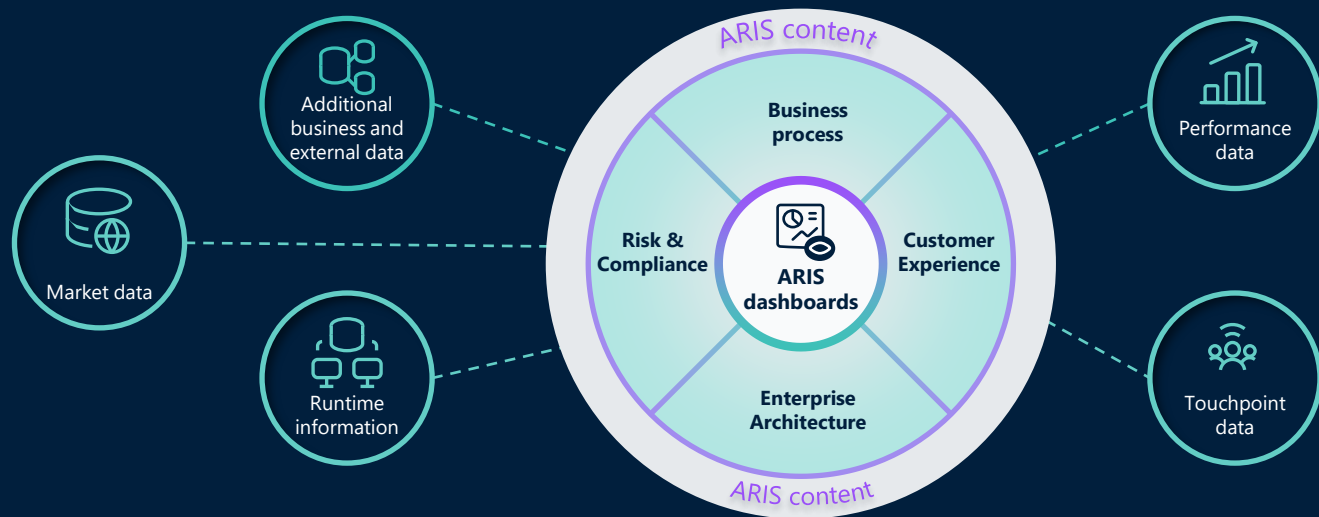 ARIS content
Additional
business and
external data
Market data
Runtime
information
Business
process
Risk &
Compliance
ARIS
dashboards
Customer
Experience
Enterprise
Architecture
ARIS content
Performance
data
Touchpoint
data